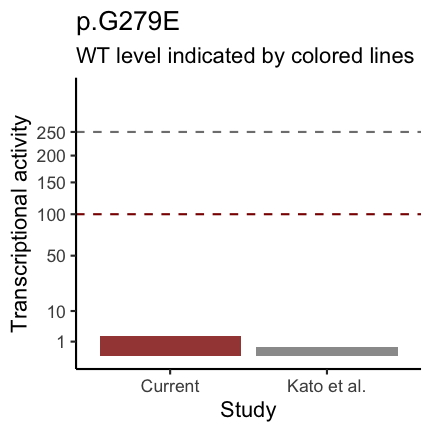 p.G279E
WT level indicated by colored lines
Transcriptional activity
250
200
150
100
50
10
1
Current
Kato et al.
Study